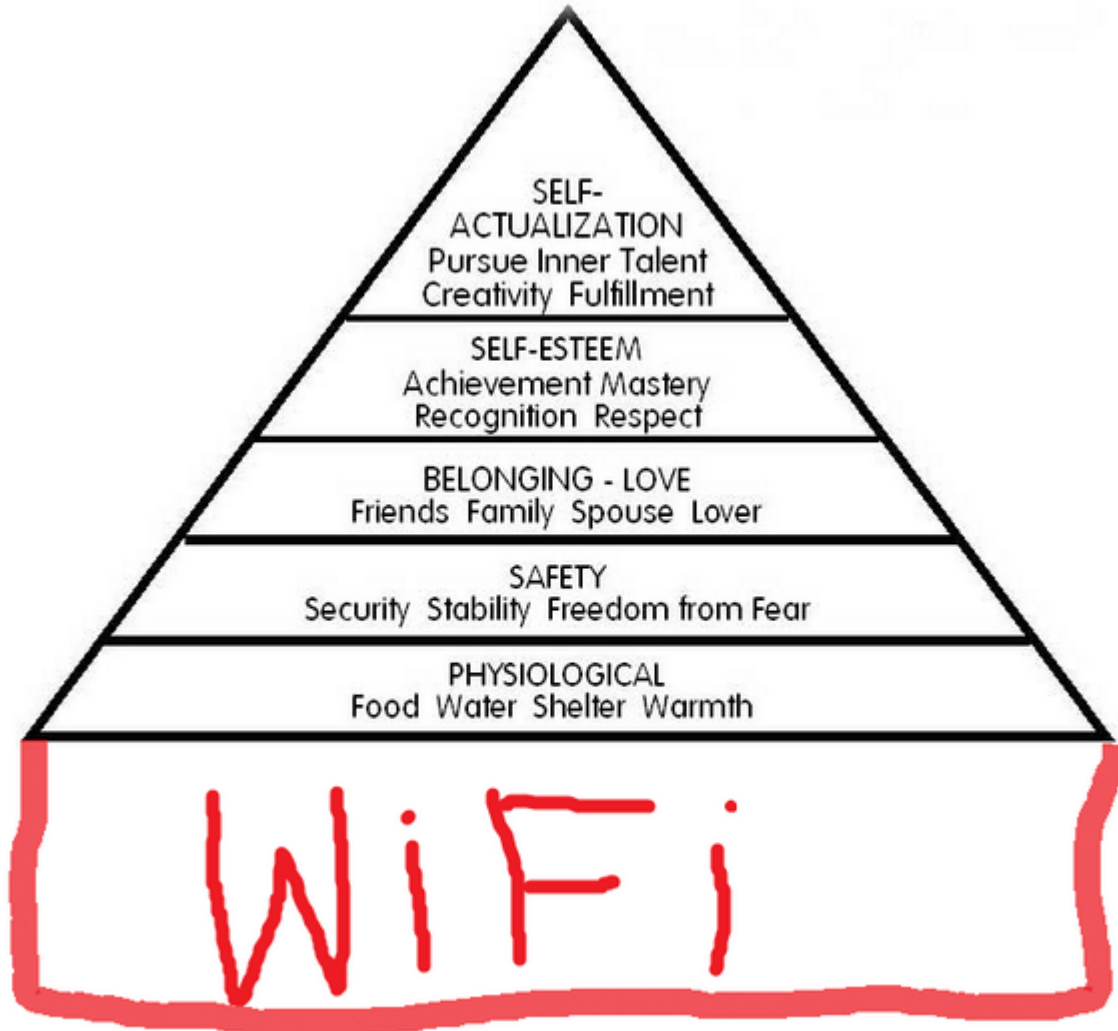 SELF-
ACTUALIZATION
Pursue Inner Talent
Creativity Fulfillment
SELF-ESTEEM
Achievement Mastery
Recognition Respect
BELONGING - LOVE
Friends Family Spouse Lover
SAFETY
Security Stability Freedom from Fear
PHYSIOLOGICAL
Food Water Shelter Warmth
WiFi